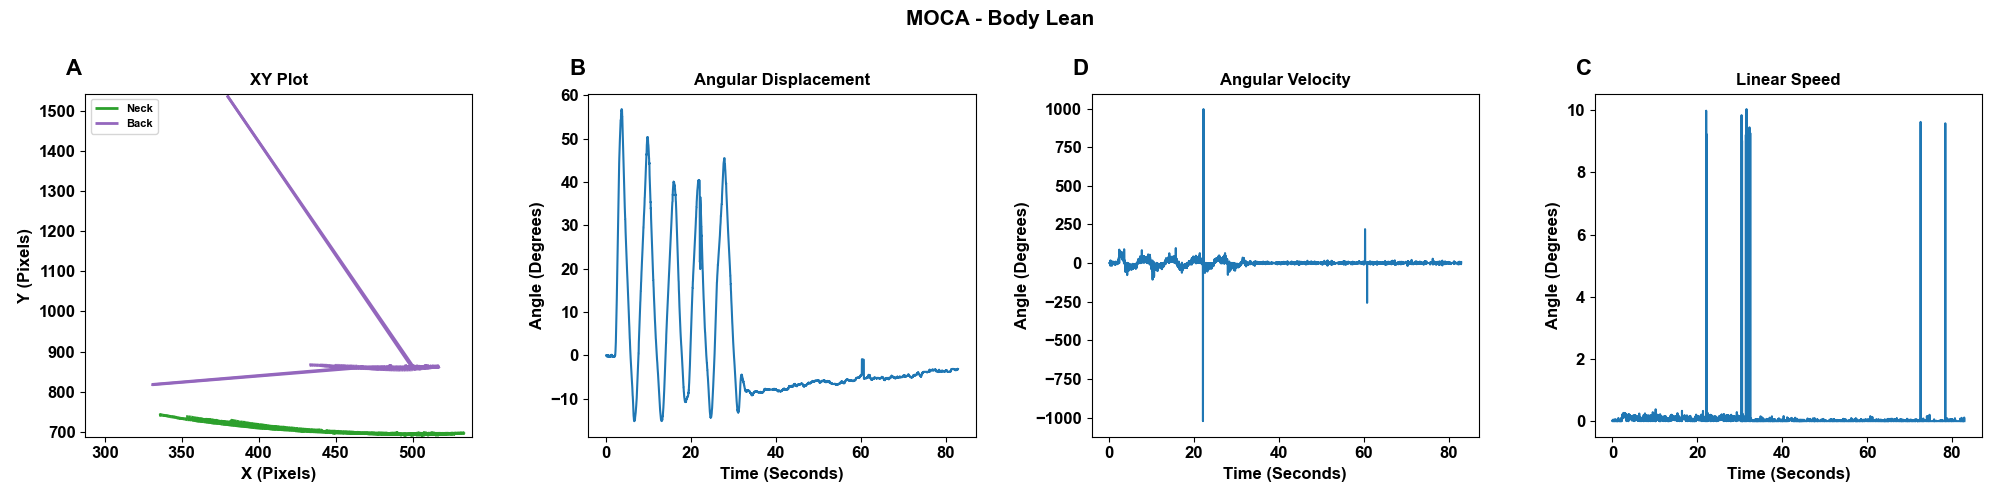 MOCA - Body Lean
A
XY Plot
Neck
Back
1500
1400
1300
1200
1100
1000
900
800
700
300
350
400
450
500
Y (Pixels)
X (Pixels)
B
Angular Displacement
60
50
40
30
20
10
0
−10
0
20
40
60
80
Angle (Degrees)
Time (Seconds)
D
Angular Velocity
1000
750
500
250
0
−250
−500
−750
−1000
0
20
40
60
80
Angle (Degrees)
Time (Seconds)
C
Linear Speed
10
8
6
4
2
0
0
20
40
60
80
Angle (Degrees)
Time (Seconds)